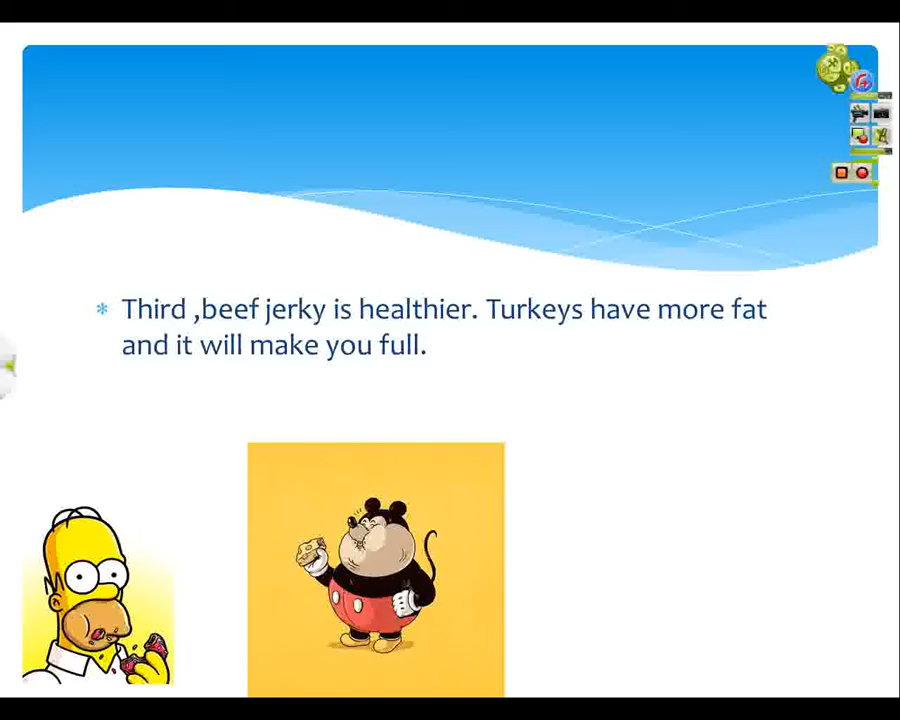 Third ,beef jerky is healthier. Turkeys have more fat
and it will make you full.